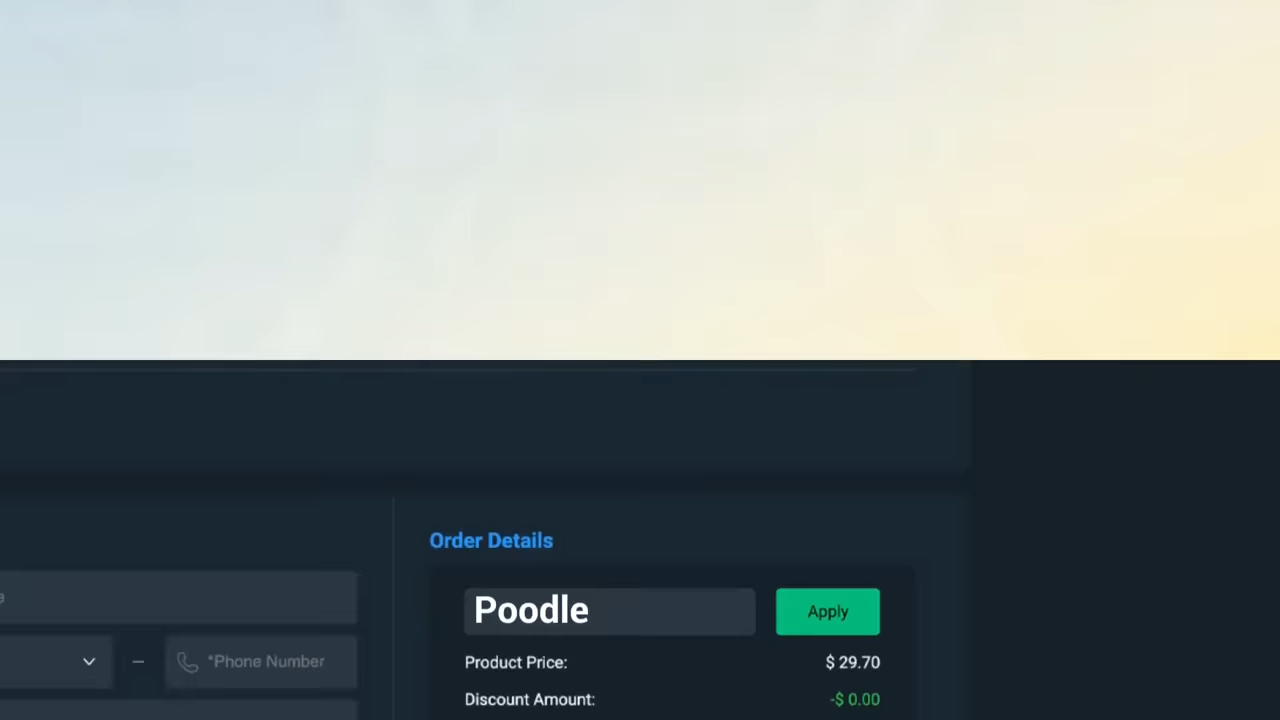 Order Details
Poodle
Apply
*Phone Number
Product Price:
$ 29.70
Discount Amount:
-$ 0.00